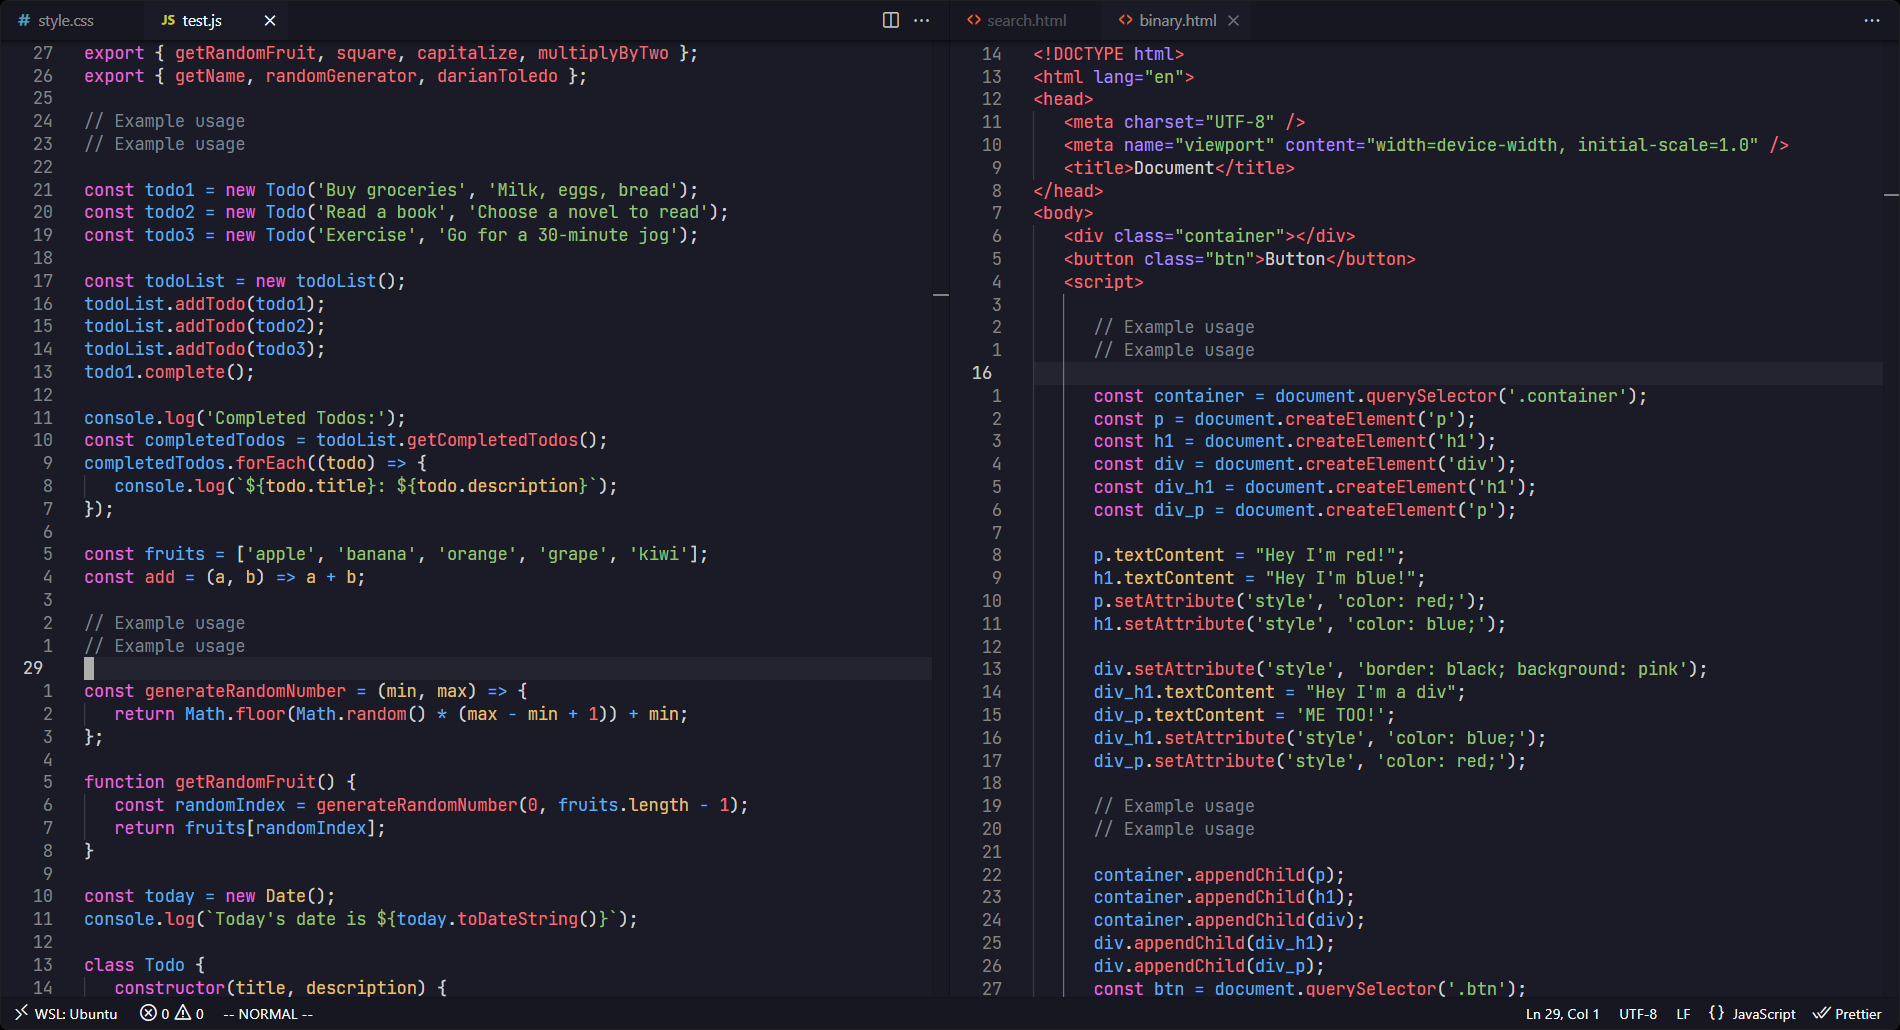 # style.css
JS test.js
27 export { getRandomFruit, square, capitalize, multiplyByTwo };
26 export { getName, randomGenerator, darianToledo };
25
24 // Example usage
23 // Example usage
22
21 const todo1 = new Todo('Buy groceries', 'Milk, eggs, bread');
20 const todo2 = new Todo('Read a book', 'Choose a novel to read');
19 const todo3 = new Todo('Exercise', 'Go for a 30-minute jog');
18
17 const todoList = new todoList();
16 todoList.addTodo(todo1);
15 todoList.addTodo(todo2);
14 todoList.addTodo(todo3);
13 todo1.complete();
12
11 console.log('Completed Todos:');
10 const completedTodos = todoList.getCompletedTodos();
9 completedTodos.forEach((todo) => {
8 console.log(`${todo.title}: ${todo.description}`);
7 });
6
5 const fruits = ['apple', 'banana', 'orange', 'grape', 'kiwi'];
4 const add = (a, b) => a + b;
3
2 // Example usage
1 // Example usage
29
1 const generateRandomNumber = (min, max) => {
2 return Math.floor(Math.random() * (max - min + 1)) + min;
3 };
4
5 function getRandomFruit() {
6 const randomIndex = generateRandomNumber(0, fruits.length - 1);
7 return fruits[randomIndex];
8 }
9
10 const today = new Date();
11 console.log(`Today's date is ${today.toDateString()}`);
12
13 class Todo {
14 constructor(title, description) {
<> search.html
<> binary.html
14 <!DOCTYPE html>
13 <html lang="en">
12 <head>
11 <meta charset="UTF-8" />
10 <meta name="viewport" content="width=device-width, initial-scale=1.0" />
9 <title>Document</title>
8 </head>
7 <body>
6 <div class="container"></div>
5 <button class="btn">Button</button>
4 <script>
3
2 // Example usage
1 // Example usage
16
1 const container = document.querySelector('.container');
2 const p = document.createElement('p');
3 const h1 = document.createElement('h1');
4 const div = document.createElement('div');
5 const div_h1 = document.createElement('h1');
6 const div_p = document.createElement('p');
7
8 p.textContent = "Hey I'm red!";
9 h1.textContent = "Hey I'm blue!";
10 p.setAttribute('style', 'color: red;');
11 h1.setAttribute('style', 'color: blue;');
12
13 div.setAttribute('style', 'border: black; background: pink');
14 div_h1.textContent = "Hey I'm a div";
15 div_p.textContent = 'ME TOO!';
16 div_h1.setAttribute('style', 'color: blue;');
17 div_p.setAttribute('style', 'color: red;');
18
19 // Example usage
20 // Example usage
21
22 container.appendChild(p);
23 container.appendChild(h1);
24 container.appendChild(div);
25 div.appendChild(div_h1);
26 div.appendChild(div_p);
27 const btn = document.querySelector('.btn');
WSL: Ubuntu 0 0 -- NORMAL -- Ln 29, Col 1 UTF-8 LF {} JavaScript Prettier